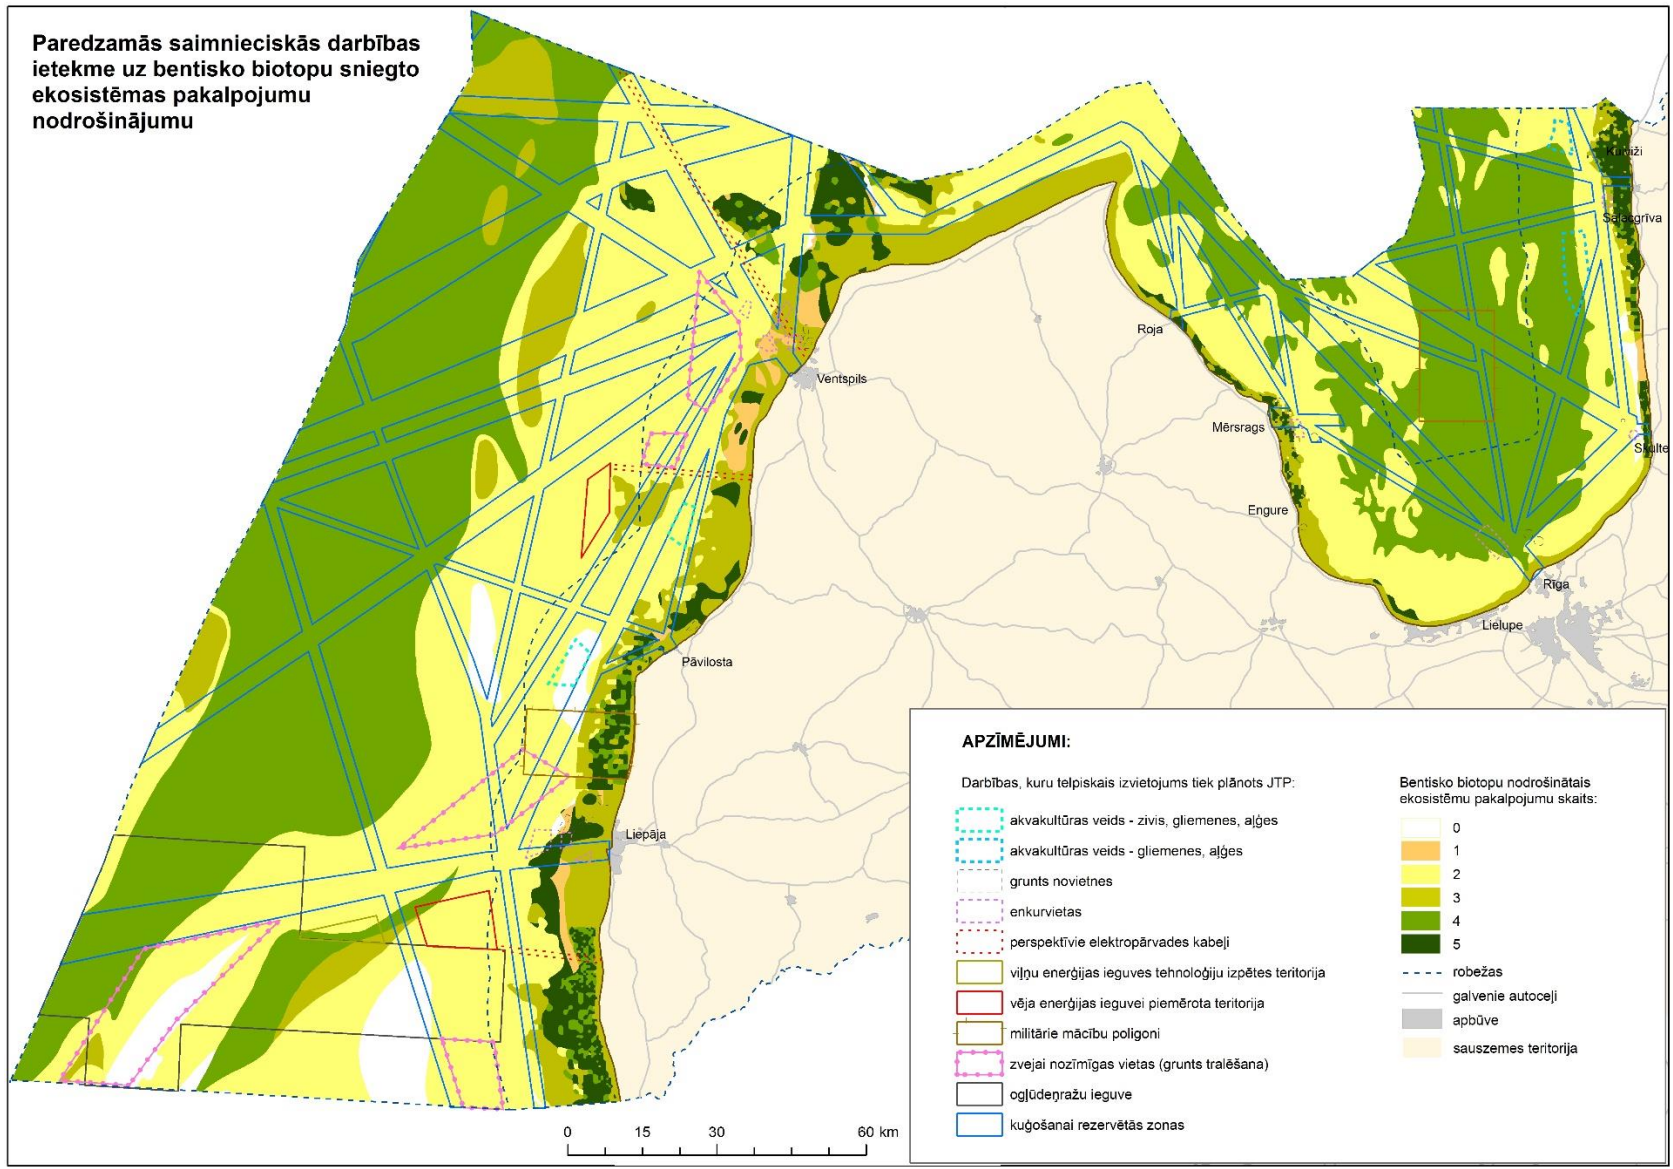 Paredzamās saimnieciskās darbības
ietekme uz bentisko biotopu sniegto
ekosistēmas pakalpojumu
nodrošinājumu
Kuiviži
Salacgrīva
Roja
Ventspils
Mērsrags
Skulte
Engure
Rīga
Lielupe
Pāvilosta
Liepāja
APZĪMĒJUMI:
Darbības, kuru telpiskais izvietojums tiek plānots JTP:
akvakultūras veids - zivis, gliemenes, aļģes
akvakultūras veids - gliemenes, aļģes
grunts novietnes
enkurvietas
perspektīvie elektropārvades kabeļi
viļņu enerģijas ieguves tehnoloģiju izpētes teritorija
vēja enerģijas ieguvei piemērota teritorija
militārie mācību poligoni
zvejai nozīmīgas vietas (grunts tralēšana)
ogļūdeņražu ieguve
kuģošanai rezervētās zonas
Bentisko biotopu nodrošinātais
ekosistēmu pakalpojumu skaits:
0
1
2
3
4
5
robežas
galvenie autoceļi
apbūve
sauszemes teritorija
0 15 30 60 km